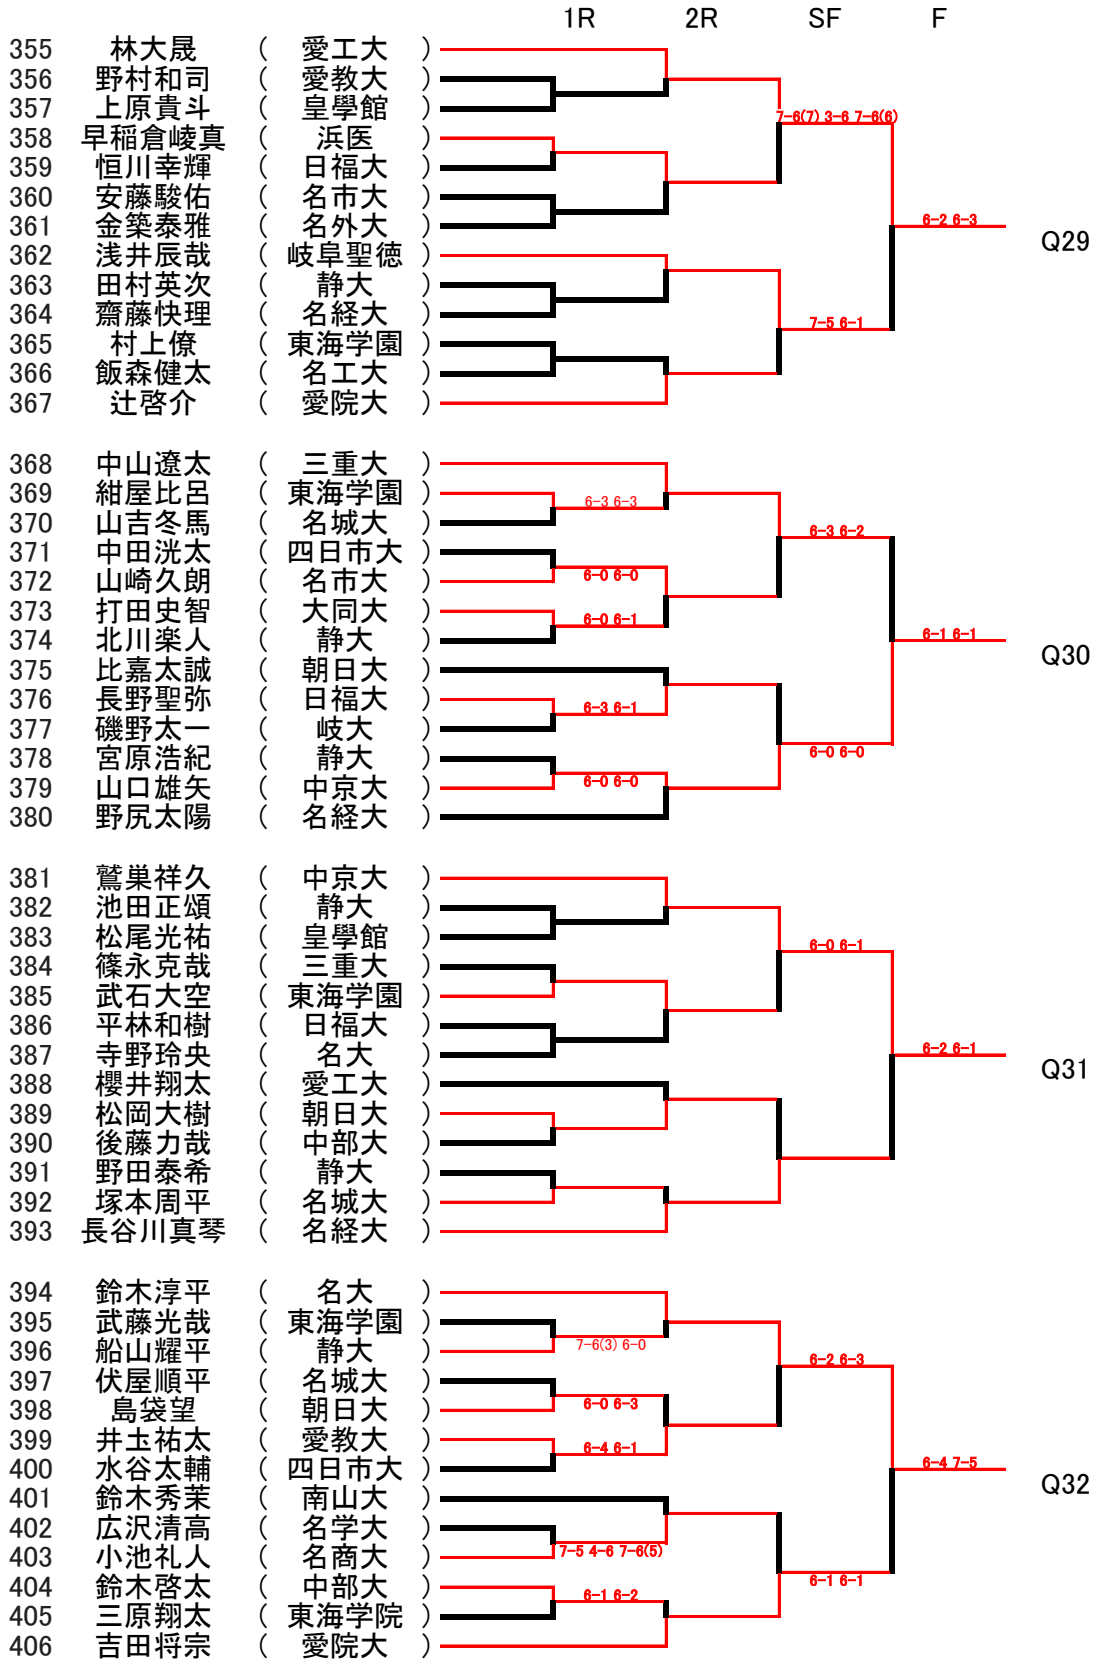 1R 2R SF F
355 林大晟 ( 愛工大 )
356 野村和司 ( 愛教大 )
357 上原貴斗 ( 皇學館 )
7-6(7) 3-6 7-6(6)
358 早稲倉崚真 ( 浜医 )
359 恒川幸輝 ( 日福大 )
360 安藤駿佑 ( 名市大 )
361 金築泰雅 ( 名外大 )
6-2 6-3
Q29
362 浅井辰哉 ( 岐阜聖徳 )
363 田村英次 ( 静大 )
364 齋藤快理 ( 名経大 )
7-5 6-1
365 村上僚 ( 東海学園 )
366 飯森健太 ( 名工大 )
367 辻啓介 ( 愛院大 )
368 中山遼太 ( 三重大 )
369 紺屋比呂 ( 東海学園 )
6-3 6-3
370 山吉冬馬 ( 名城大 )
6-3 6-2
371 中田洸太 ( 四日市大 )
372 山崎久朗 ( 名市大 )
6-0 6-0
373 打田史智 ( 大同大 )
6-0 6-1
374 北川楽人 ( 静大 )
6-1 6-1
Q30
375 比嘉太誠 ( 朝日大 )
376 長野聖弥 ( 日福大 )
6-3 6-1
377 磯野太一 ( 岐大 )
378 宮原浩紀 ( 静大 )
6-0 6-0
379 山口雄矢 ( 中京大 )
6-0 6-0
380 野尻太陽 ( 名経大 )
381 鷲巣祥久 ( 中京大 )
382 池田正頌 ( 静大 )
383 松尾光祐 ( 皇學館 )
6-0 6-1
384 篠永克哉 ( 三重大 )
385 武石大空 ( 東海学園 )
386 平林和樹 ( 日福大 )
387 寺野玲央 ( 名大 )
6-2 6-1
Q31
388 櫻井翔太 ( 愛工大 )
389 松岡大樹 ( 朝日大 )
390 後藤力哉 ( 中部大 )
391 野田泰希 ( 静大 )
392 塚本周平 ( 名城大 )
393 長谷川真琴 ( 名経大 )
394 鈴木淳平 ( 名大 )
395 武藤光哉 ( 東海学園 )
396 船山耀平 ( 静大 )
7-6(3) 6-0
6-2 6-3
397 伏屋順平 ( 名城大 )
398 島袋望 ( 朝日大 )
6-0 6-3
399 井圡祐太 ( 愛教大 )
6-4 6-1
400 水谷太輔 ( 四日市大 )
6-4 7-5
Q32
401 鈴木秀茉 ( 南山大 )
402 広沢清高 ( 名学大 )
403 小池礼人 ( 名商大 )
7-5 4-6 7-6(5)
6-1 6-1
404 鈴木啓太 ( 中部大 )
6-1 6-2
405 三原翔太 ( 東海学院 )
406 吉田将宗 ( 愛院大 )